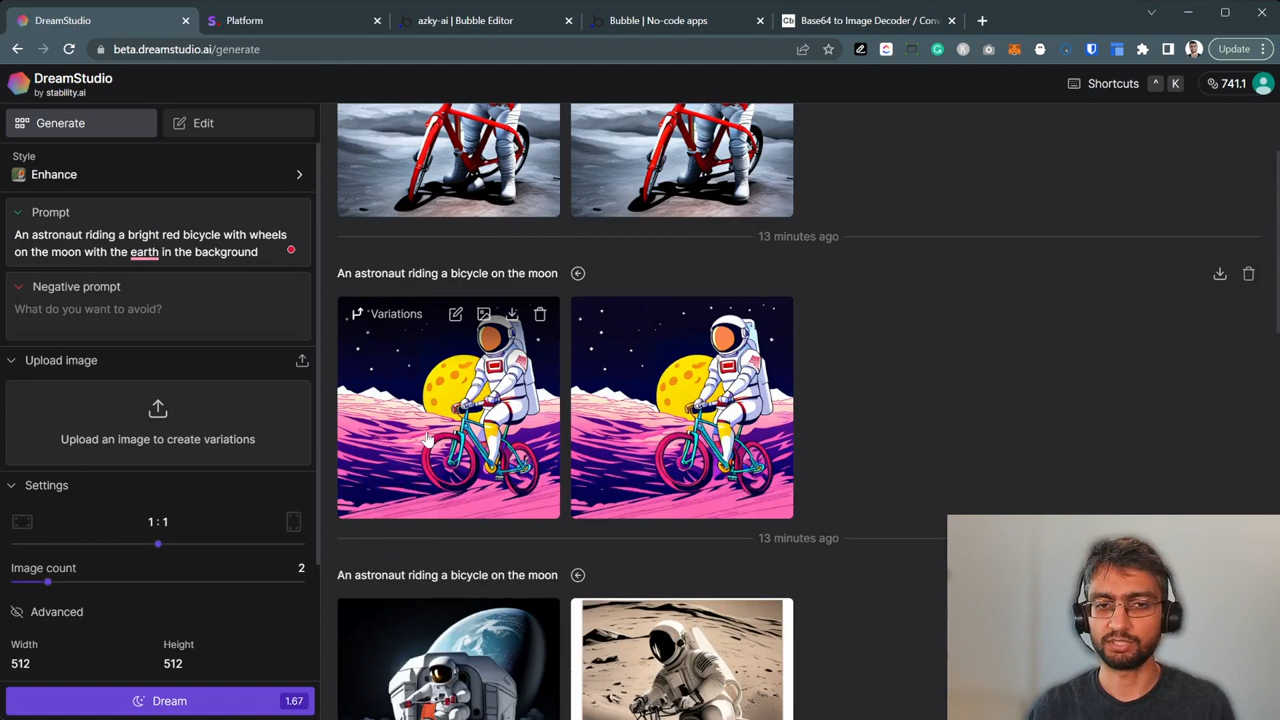 DreamStudio
Platform
azky-ai | Bubble Editor
Bubble | No-code apps
Cb
Base64 to Image Decoder / Conv
beta.dreamstudio.ai/generate
Update
DreamStudio
by stability.ai
Shortcuts
^
K
741.1
Generate
Edit
Style
Enhance
Prompt
An astronaut riding a bright red bicycle with wheels
on the moon with the earth in the background
Negative prompt
What do you want to avoid?
Upload image
Upload an image to create variations
Settings
1 : 1
Image count
2
Advanced
Width
Height
512
512
Dream
1.67
13 minutes ago
An astronaut riding a bicycle on the moon
Variations
13 minutes ago
An astronaut riding a bicycle on the moon